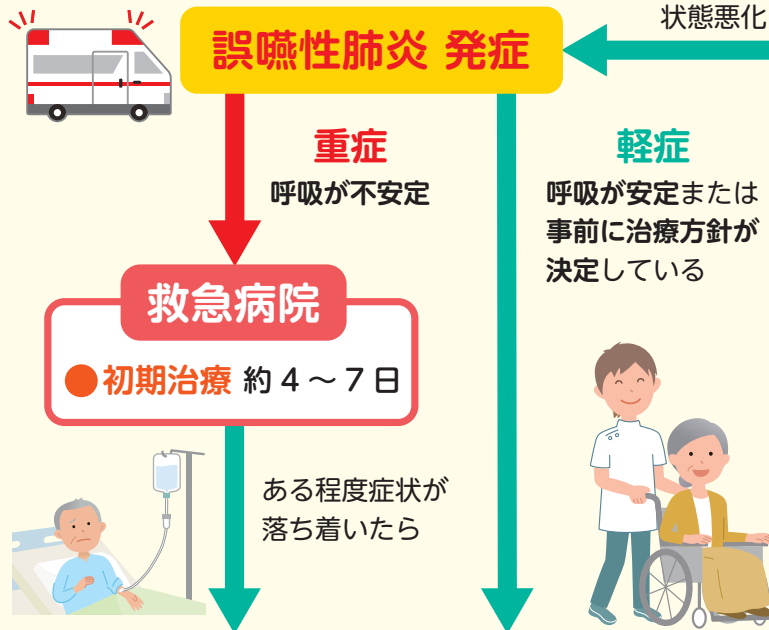 状態悪化
誤嚥性肺炎 発症
重症
呼吸が不安定
軽症
呼吸が安定または
事前に治療方針が
決定している
救急病院
●初期治療 約4〜7日
ある程度症状が
落ち着いたら